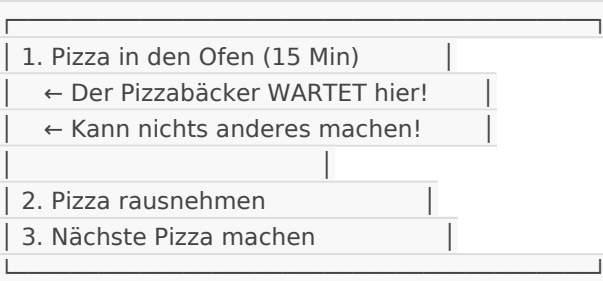 1. Pizza in den Ofen (15 Min)
← Der Pizzabäcker WARTET hier!
← Kann nichts anderes machen!
2. Pizza rausnehmen
3. Nächste Pizza machen